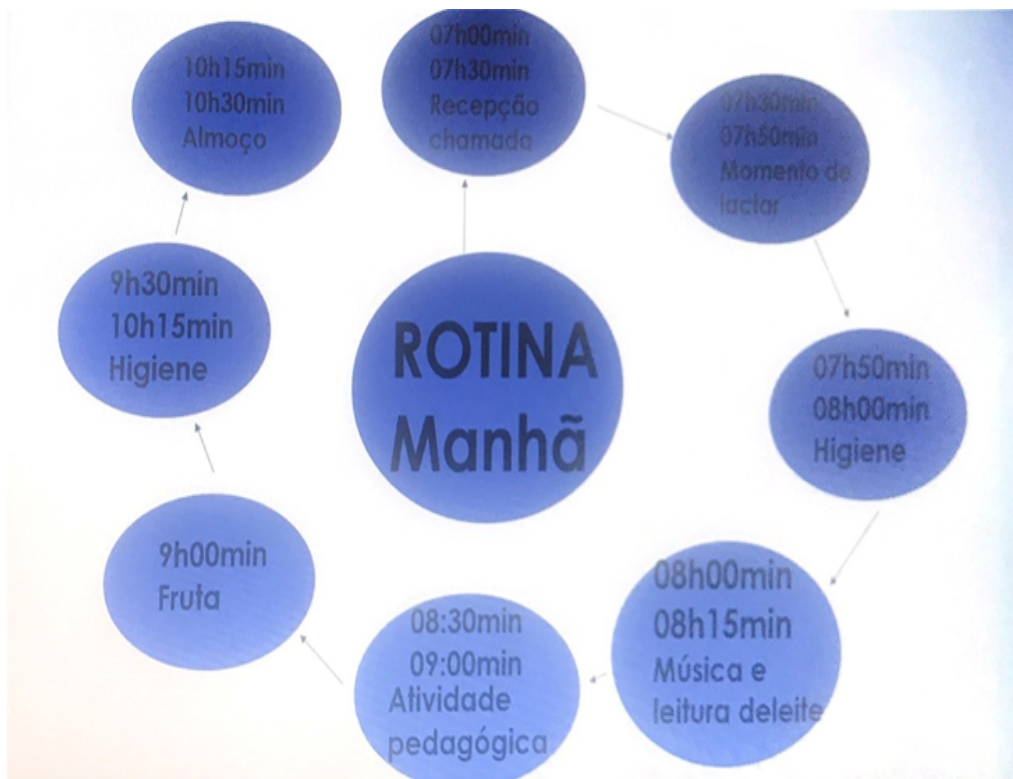 ROTINA
Manhã
07h00min
07h30min
Recepção
chamada
07h30min
07h50min
Momento de
lactar
07h50min
08h00min
Higiene
08h00min
08h15min
Música e
leitura deleite
08:30min
09:00min
Atividade
pedagógica
9h00min
Fruta
9h30min
10h15min
Higiene
10h15min
10h30min
Almoço